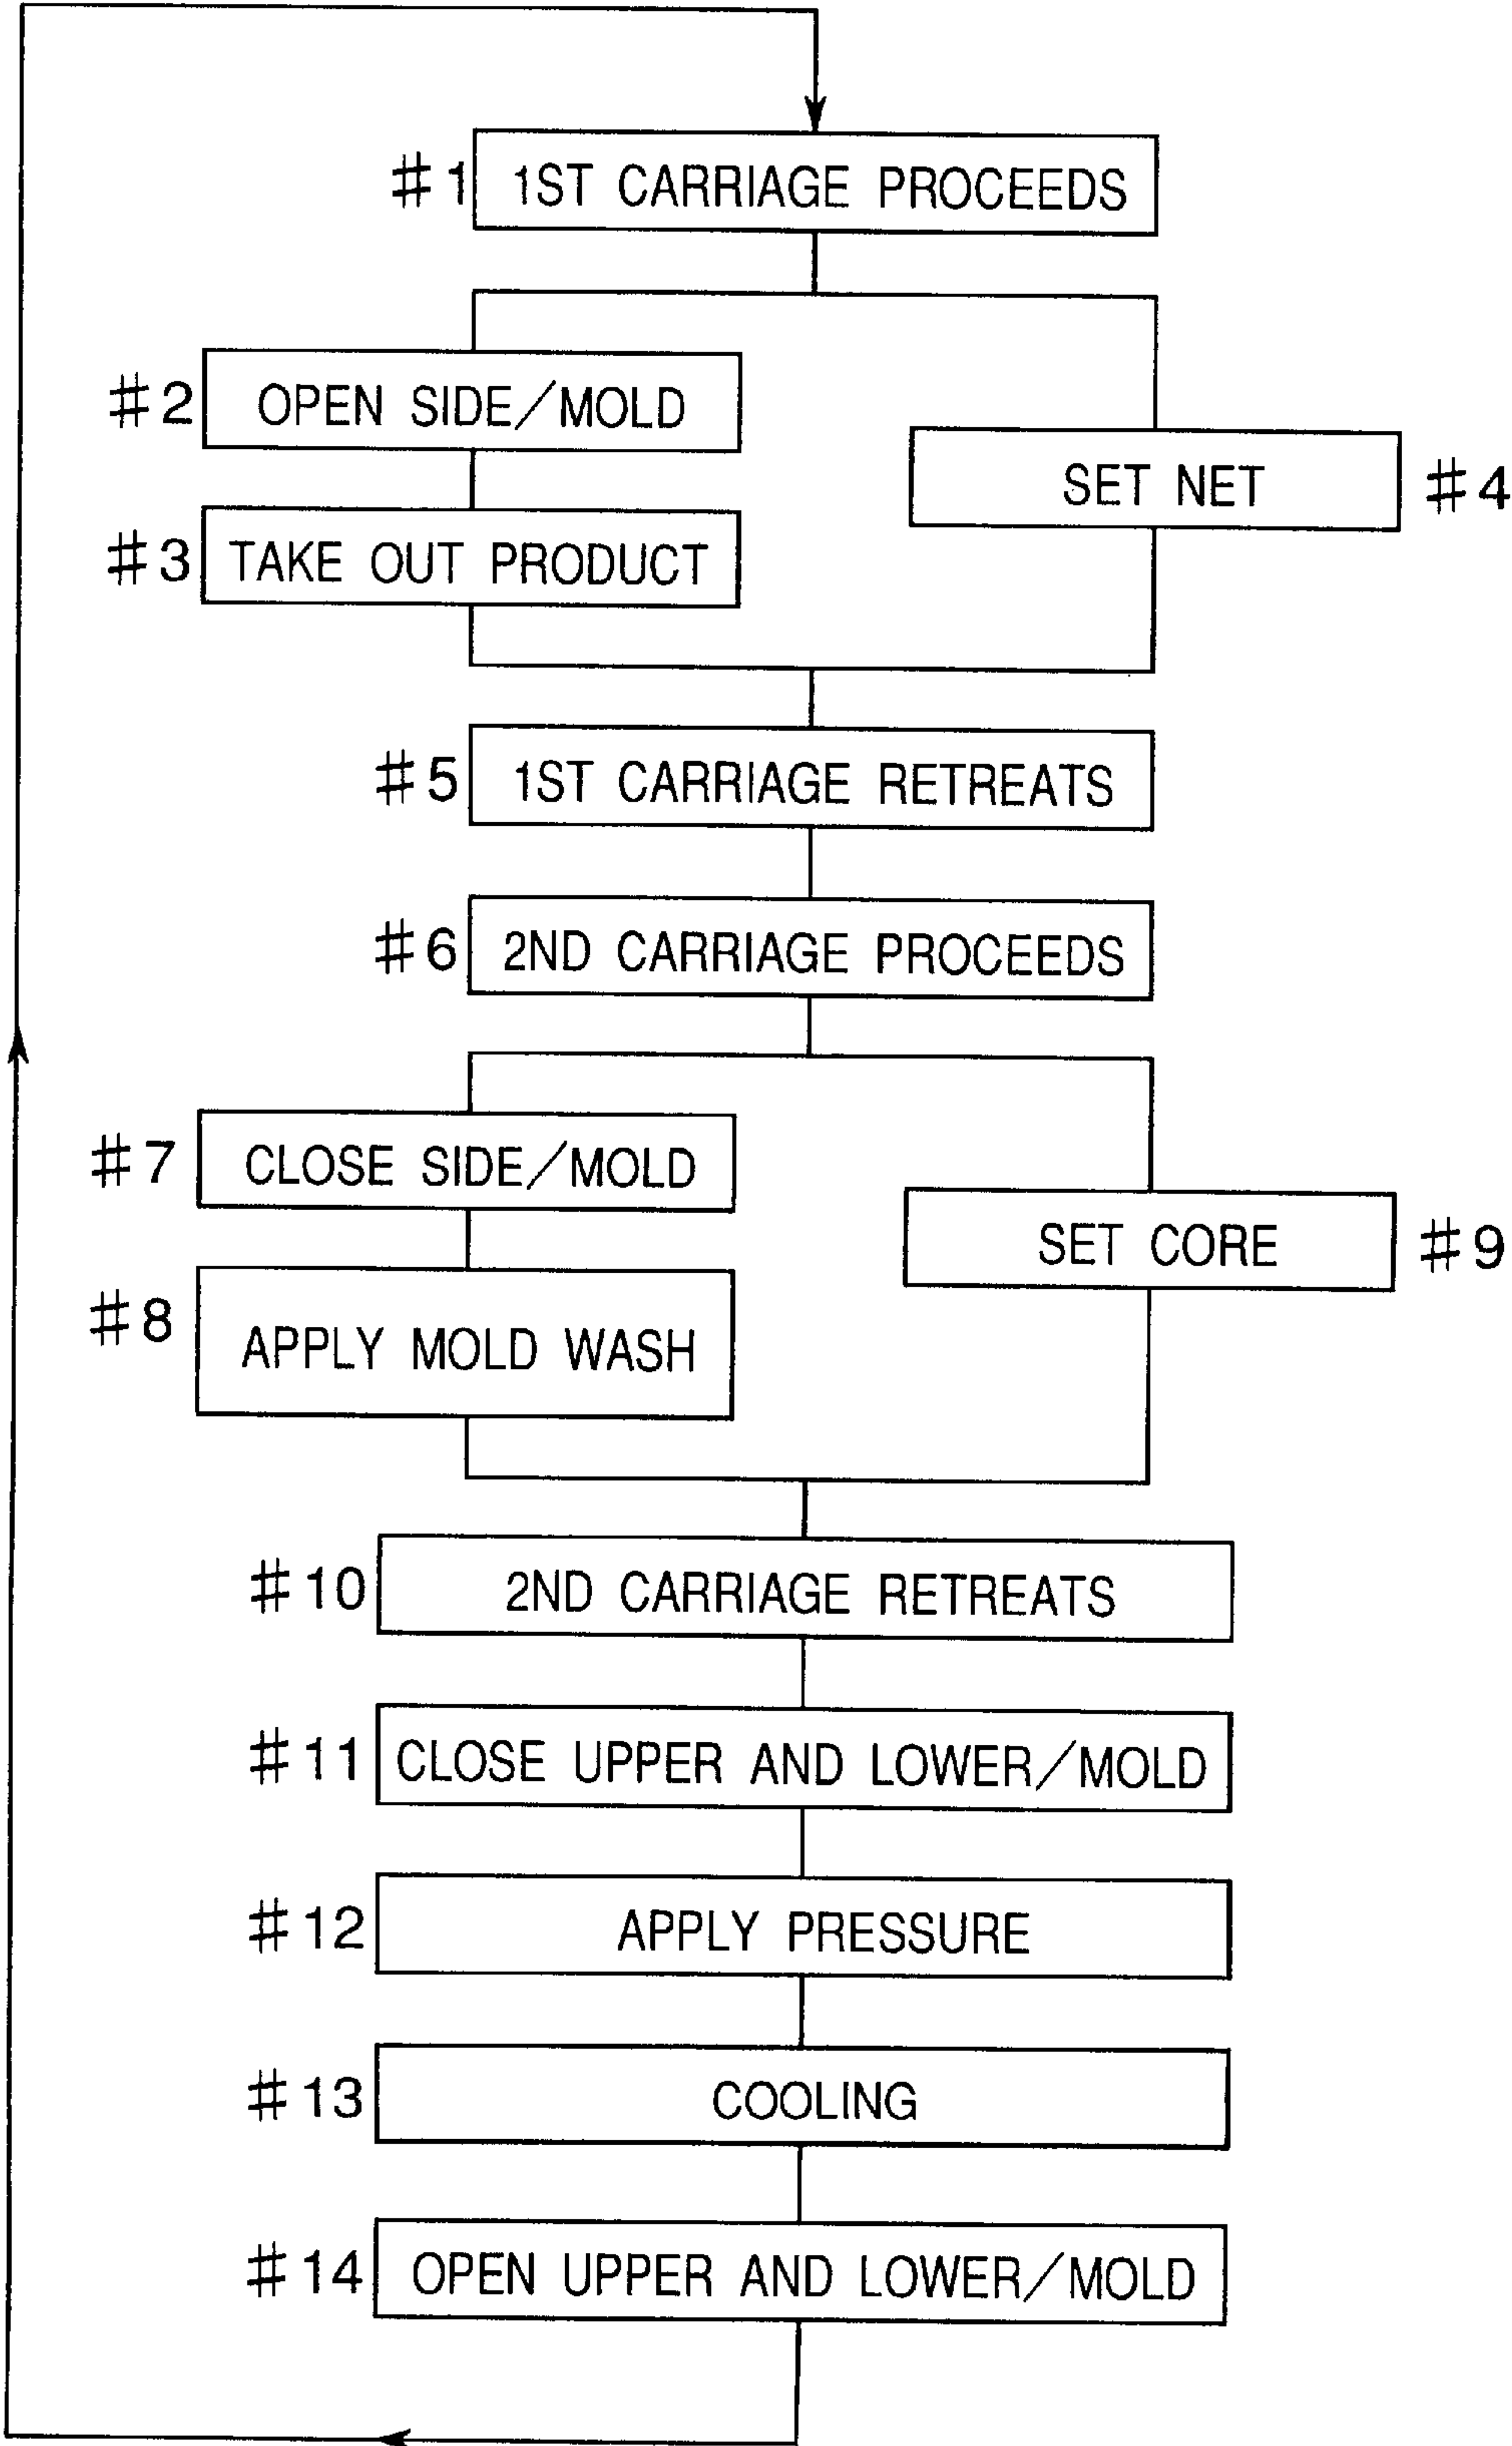 #1 1ST CARRIAGE PROCEEDS
#2 OPEN SIDE/MOLD
SET NET #4
#3 TAKE OUT PRODUCT
#5 1ST CARRIAGE RETREATS
#6 2ND CARRIAGE PROCEEDS
#7 CLOSE SIDE/MOLD
SET CORE #9
#8 APPLY MOLD WASH
#10 2ND CARRIAGE RETREATS
#11 CLOSE UPPER AND LOWER/MOLD
#12 APPLY PRESSURE
#13 COOLING
#14 OPEN UPPER AND LOWER/MOLD